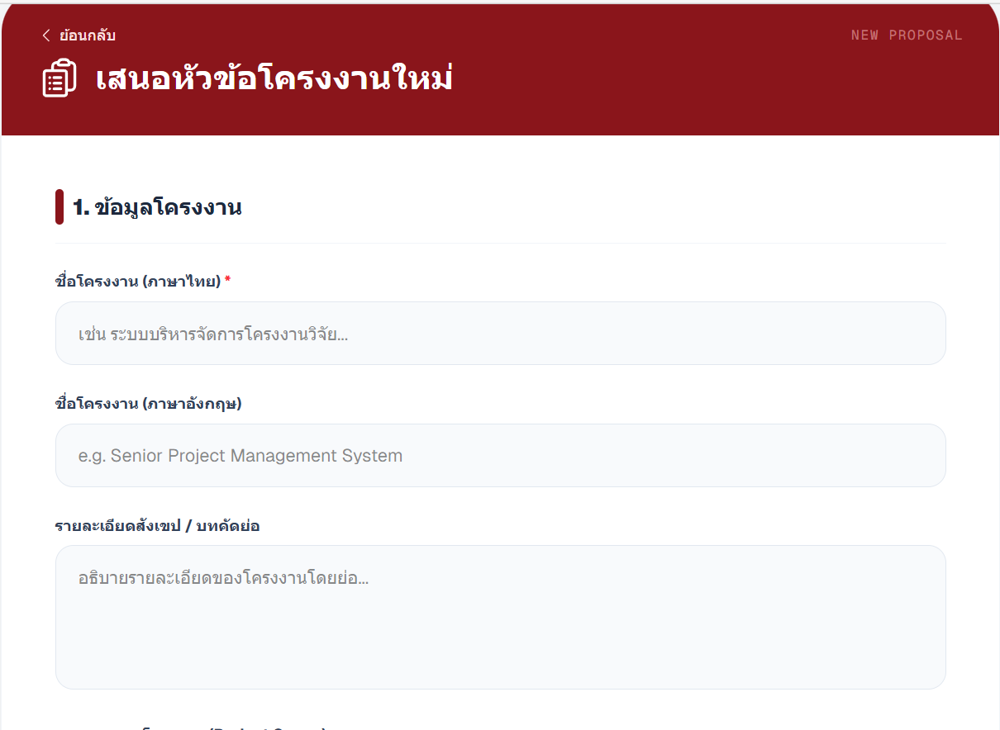 ย้อนกลับ
NEW PROPOSAL
เสนอหัวข้อโครงงานใหม่
1. ข้อมูลโครงงาน
ชื่อโครงงาน (ภาษาไทย) *
เช่น ระบบบริหารจัดการโครงงานวิจัย...
ชื่อโครงงาน (ภาษาอังกฤษ)
e.g. Senior Project Management System
รายละเอียดสังเขป / บทคัดย่อ
อธิบายรายละเอียดของโครงงานโดยย่อ...